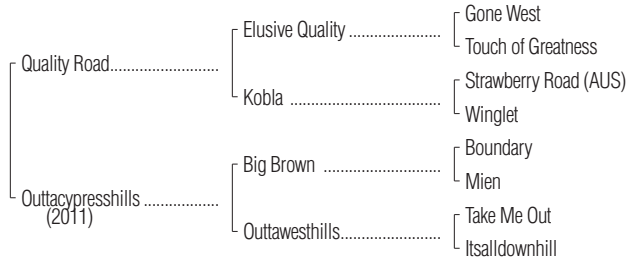 Gone West
Elusive Quality ...................
Touch of Greatness
Quality Road......................
Strawberry Road (AUS)
Kobla ...............................
Winglet
Boundary
Big Brown ........................
Mien
Outtacypresshills ...............
(2011)
Take Me Out
Outtawesthills....................
Itsalldownhill